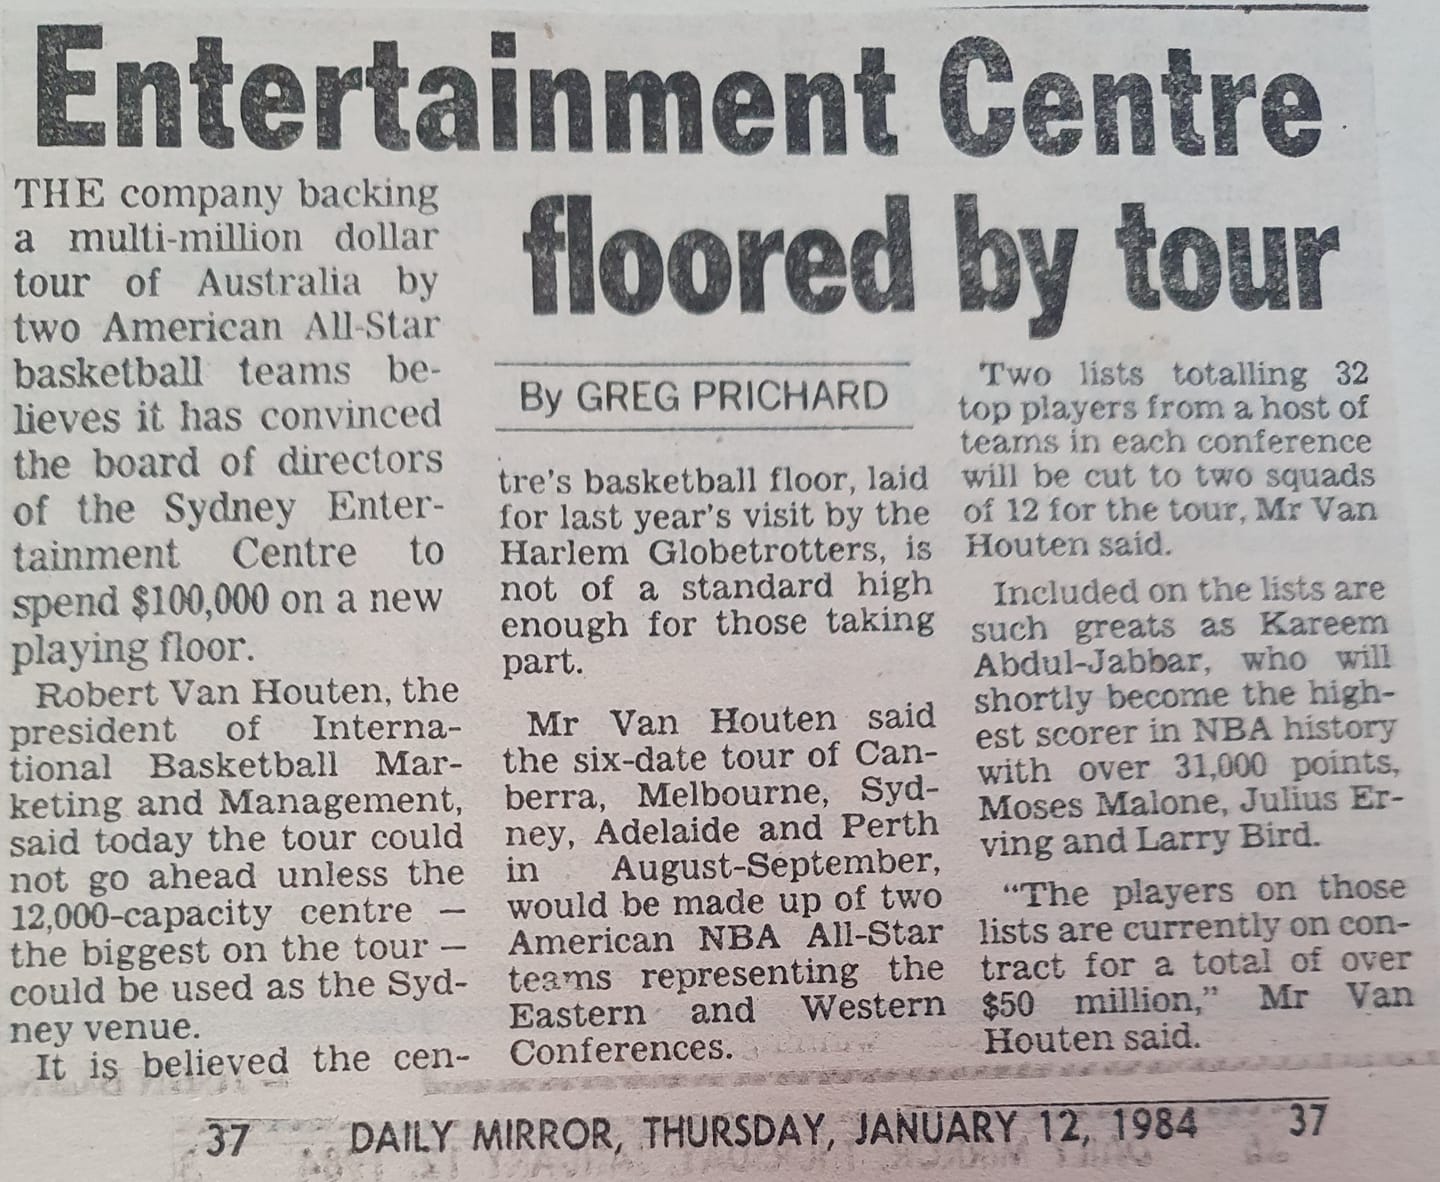 Entertainment Centre
floored by tour
By GREG PRICHARD
THE company backing
a multi-million dollar
tour of Australia by
two American All-Star
basketball teams be-
lieves it has convinced
the board of directors
of the Sydney Enter-
tainment Centre to
spend $100,000 on a new
playing floor.
Robert Van Houten, the
president of Interna-
tional Basketball Mar-
keting and Management,
said today the tour could
not go ahead unless the
12,000-capacity centre —
the biggest on the tour —
could be used as the Syd-
ney venue.
It is believed the cen-
tre's basketball floor, laid
for last year's visit by the
Harlem Globetrotters, is
not of a standard high
enough for those taking
part.
Mr Van Houten said
the six-date tour of Can-
berra, Melbourne, Syd-
ney, Adelaide and Perth
in August-September,
would be made up of two
American NBA All-Star
teams representing the
Eastern and Western
Conferences.
Two lists totalling 32
top players from a host of
teams in each conference
will be cut to two squads
of 12 for the tour, Mr Van
Houten said.
Included on the lists are
such greats as Kareem
Abdul-Jabbar, who will
shortly become the high-
est scorer in NBA history
with over 31,000 points,
Moses Malone, Julius Er-
ving and Larry Bird.
"The players on those
lists are currently on con-
tract for a total of over
$50 million," Mr Van
Houten said.
37 DAILY MIRROR, THURSDAY, JANUARY 12, 1984 37